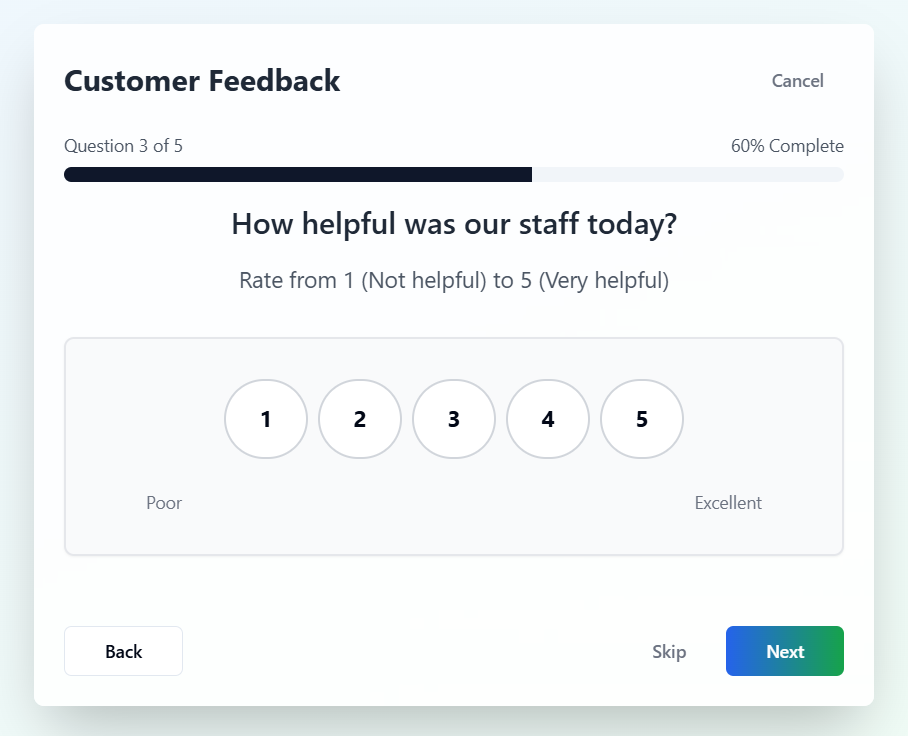 Customer Feedback
Cancel
Question 3 of 5
60% Complete
How helpful was our staff today?
Rate from 1 (Not helpful) to 5 (Very helpful)
1 2 3 4 5
Poor
Excellent
Back
Skip
Next